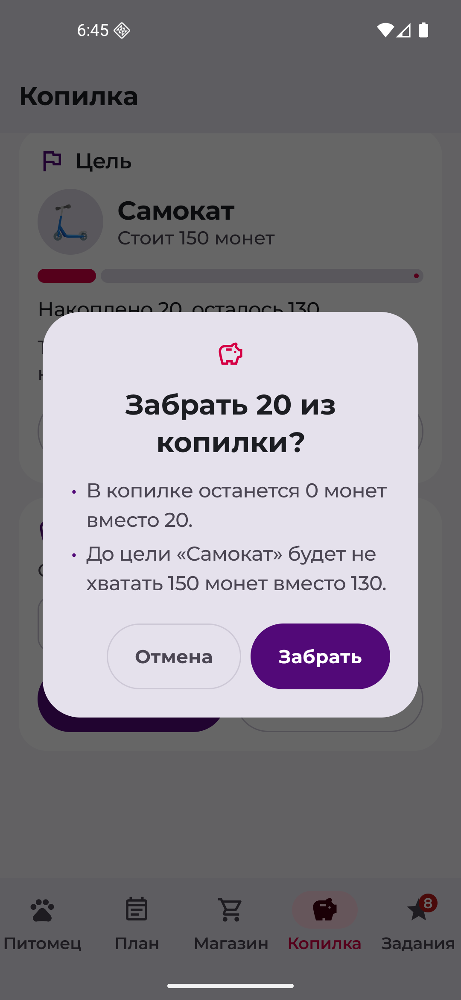 6:45
Копилка
Цель
Самокат
Стоит 150 монет
Накоплено 20, осталось 130
Забрать 20 из
копилки?
• В копилке останется 0 монет
вместо 20.
• До цели «Самокат» будет не
хватать 150 монет вместо 130.
Отмена
Забрать
8
Питомец
План
Магазин
Копилка
Задания